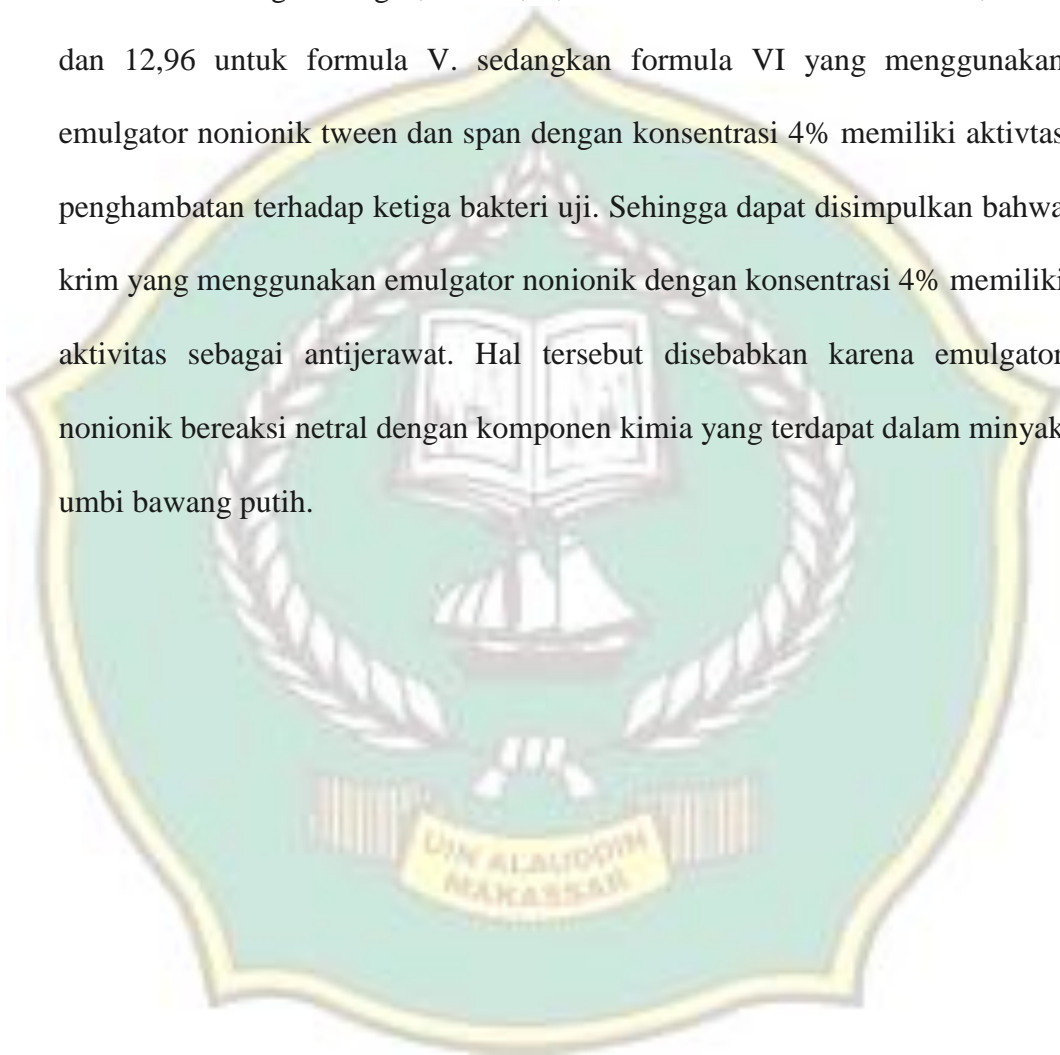 dan 12,96 untuk formula V. sedangkan formula VI yang menggunakan
emulgator nonionik tween dan span dengan konsentrasi 4% memiliki aktivtas
penghambatan terhadap ketiga bakteri uji. Sehingga dapat disimpulkan bahwa
krim yang menggunakan emulgator nonionik dengan konsentrasi 4% memiliki
aktivitas sebagai antijerawat. Hal tersebut disebabkan karena emulgator
nonionik bereaksi netral dengan komponen kimia yang terdapat dalam minyak
umbi bawang putih.
UIN ALAUDDIN
MAKASSAR